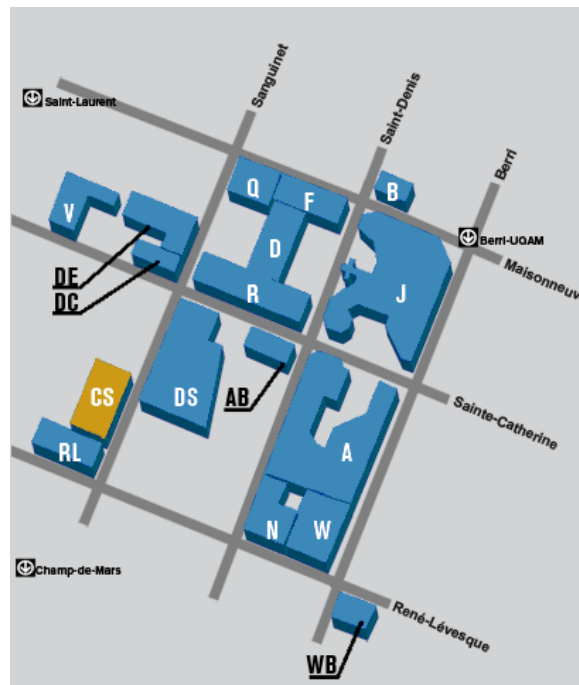 Sanguinet
Saint-Denis
Berri
Saint-Laurent
Q
F
B
V
D
Berri-UQAM
Maisonneuv
DE
DC
R
J
CS
DS
AB
Sainte-Catherine
RL
A
N
W
Champ-de-Mars
René-Lévesque
WB